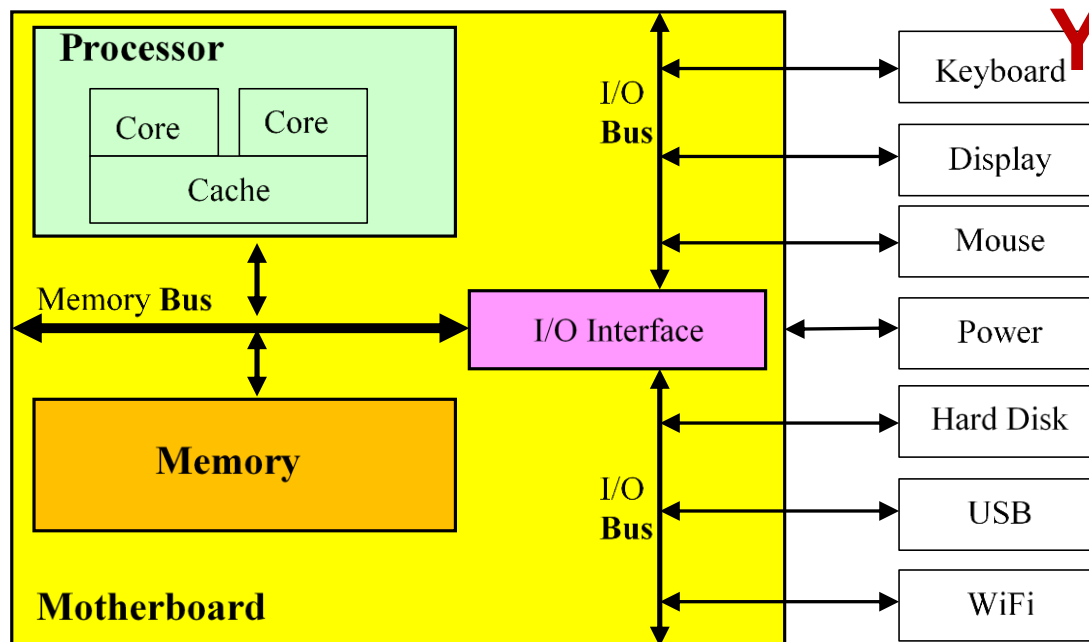 Processor
Core
Core
Cache
Memory Bus
Memory
Motherboard
I/O
Bus
I/O Interface
I/O
Bus
Y
Keyboard
Display
Mouse
Power
Hard Disk
USB
WiFi